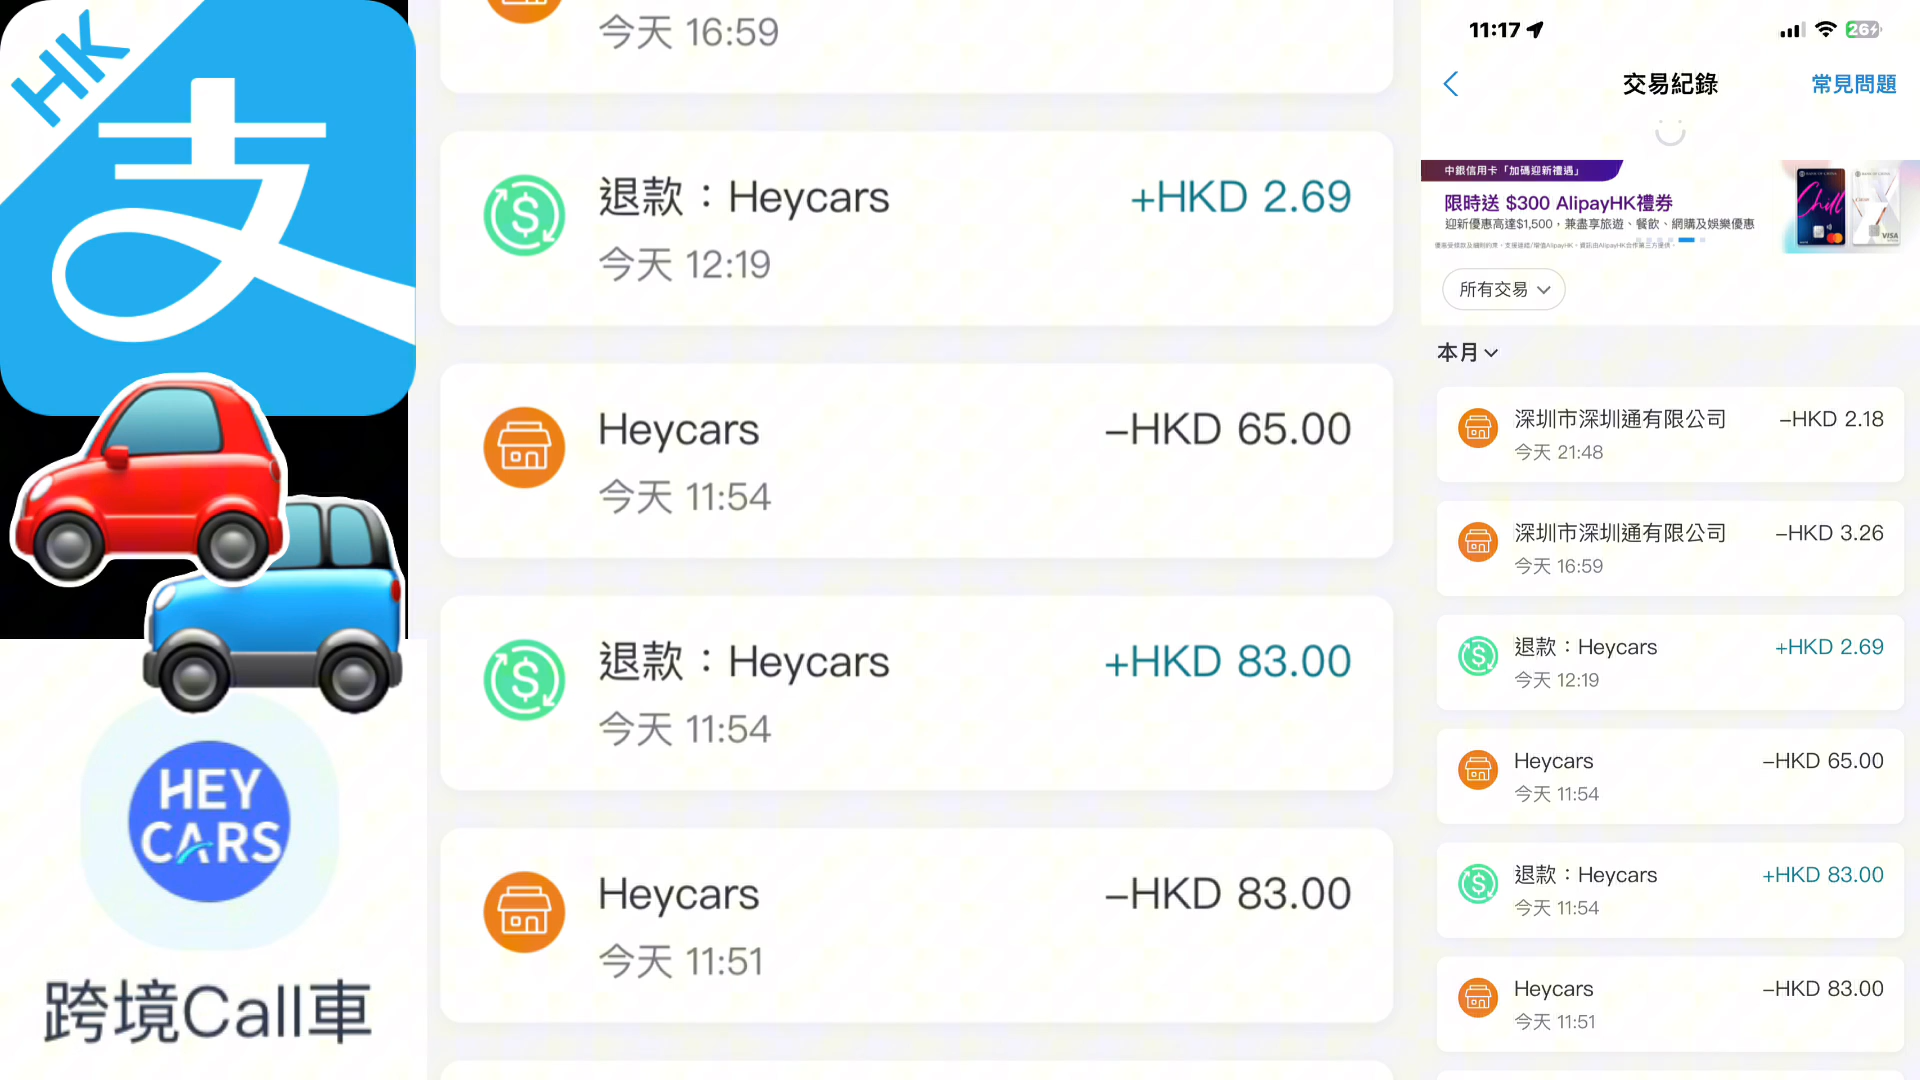 HK
支
HEY
CARS
跨境Call車
今天 16:59
退款：Heycars
+HKD 2.69
今天 12:19
Heycars
–HKD 65.00
今天 11:54
退款：Heycars
+HKD 83.00
今天 11:54
Heycars
–HKD 83.00
今天 11:51
11:17
26
交易紀錄
常見問題
中銀信用卡「加碼迎新禮遇」
限時送 $300 AlipayHK禮券
迎新優惠高達$1,500，兼盡享旅遊、餐飲、網購及娛樂優惠
Chill
VISA
所有交易
本月
深圳市深圳通有限公司
–HKD 2.18
今天 21:48
深圳市深圳通有限公司
–HKD 3.26
今天 16:59
退款：Heycars
+HKD 2.69
今天 12:19
Heycars
–HKD 65.00
今天 11:54
退款：Heycars
+HKD 83.00
今天 11:54
Heycars
–HKD 83.00
今天 11:51